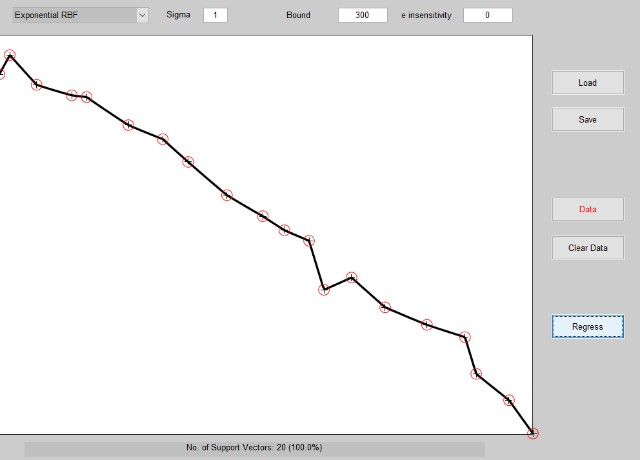 Exponential RBF Sigma 1 Bound 300 e insensitivity 0
Load
Save
Data
Clear Data
Regress
No. of Support Vectors: 20 (100.0%)